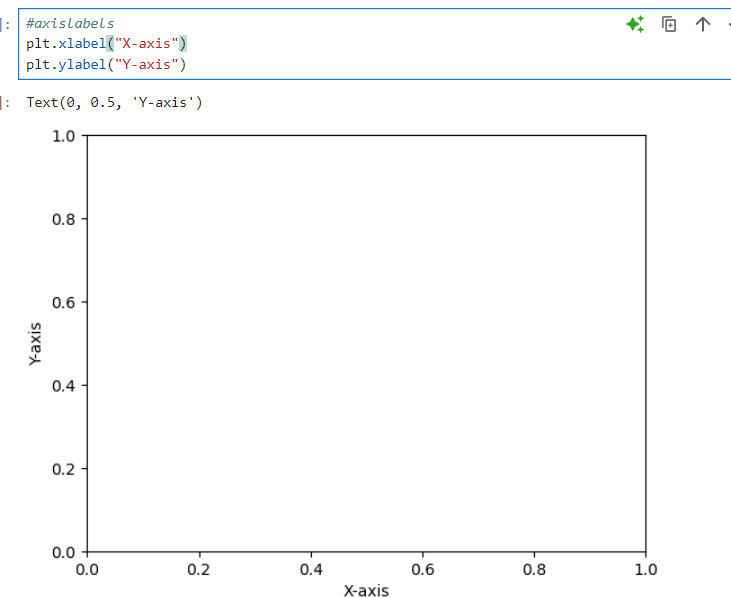 ]: #axislabels
plt.xlabel("X-axis")
plt.ylabel("Y-axis")
]: Text(0, 0.5, 'Y-axis')
1.0
0.8
0.6
Y-axis
0.4
0.2
0.0
0.0 0.2 0.4 0.6 0.8 1.0
X-axis